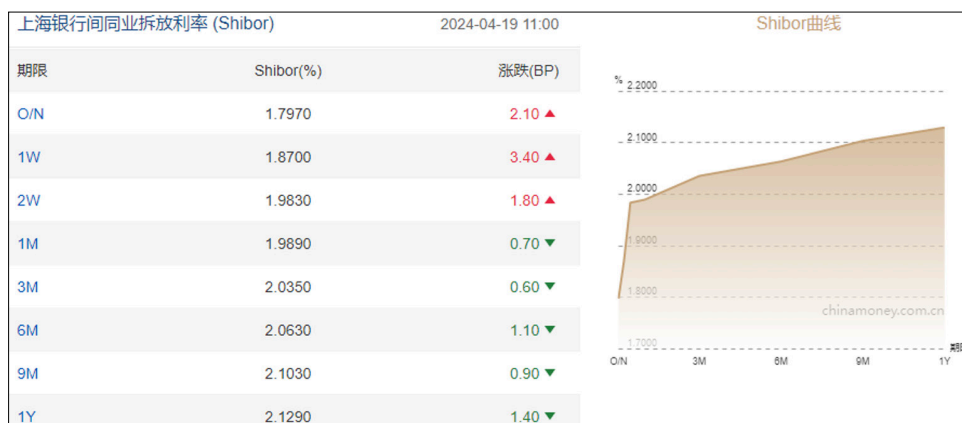 上海银行间同业拆放利率 (Shibor) 2024-04-19 11:00
期限 Shibor(%) 涨跌(BP)
O/N 1.7970 2.10 ▲
1W 1.8700 3.40 ▲
2W 1.9830 1.80 ▲
1M 1.9890 0.70 ▼
3M 2.0350 0.60 ▼
6M 2.0630 1.10 ▼
9M 2.1030 0.90 ▼
1Y 2.1290 1.40 ▼
Shibor曲线
%
2.2000
2.1000
2.0000
1.9000
1.8000
chinamoney.com.cn
1.7000
期
O/N 3M 6M 9M 1Y